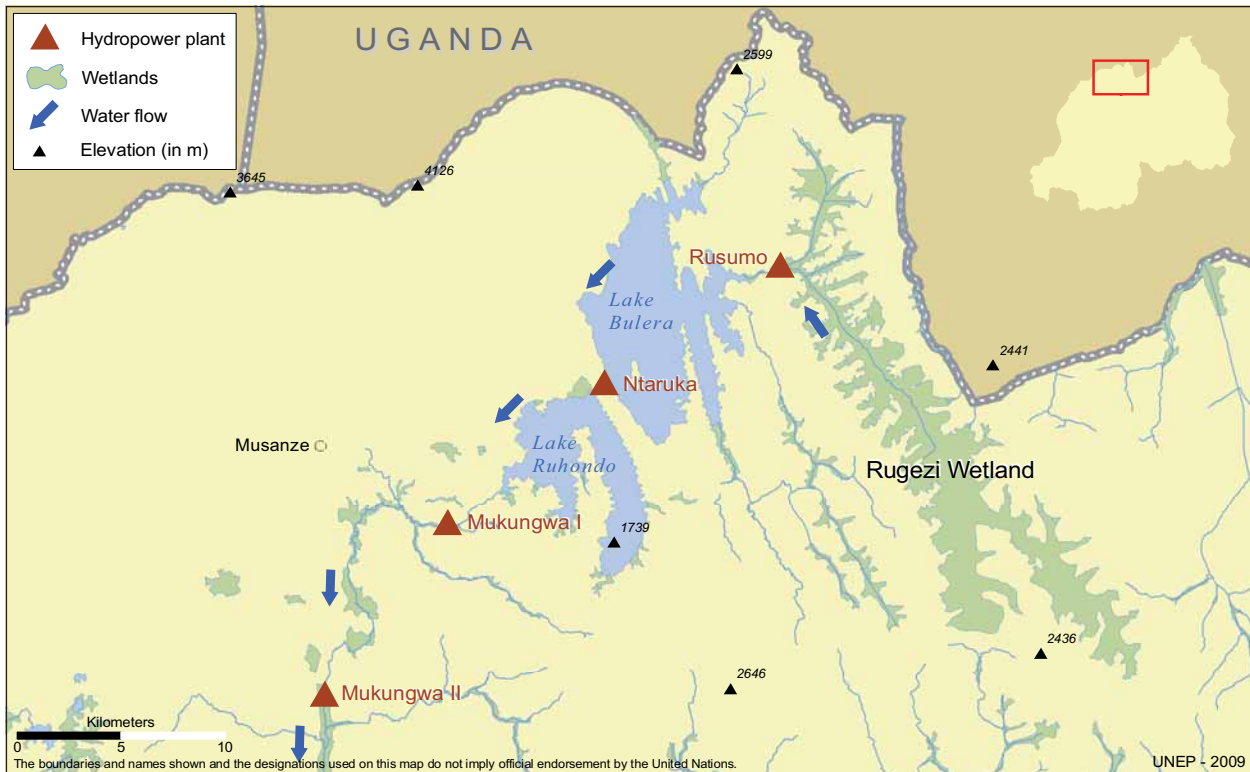 Hydropower plant
Wetlands
Water flow
Elevation (in m)
UGANDA
2599
3645
4126
Rusumo
Lake
Bulera
2441
Ntaruka
Musanze
Lake
Ruhondo
Rugezi Wetland
Mukungwa I
1739
2436
2646
Mukungwa II
Kilometers
0 5 10
The boundaries and names shown and the designations used on this map do not imply official endorsement by the United Nations.
UNEP - 2009